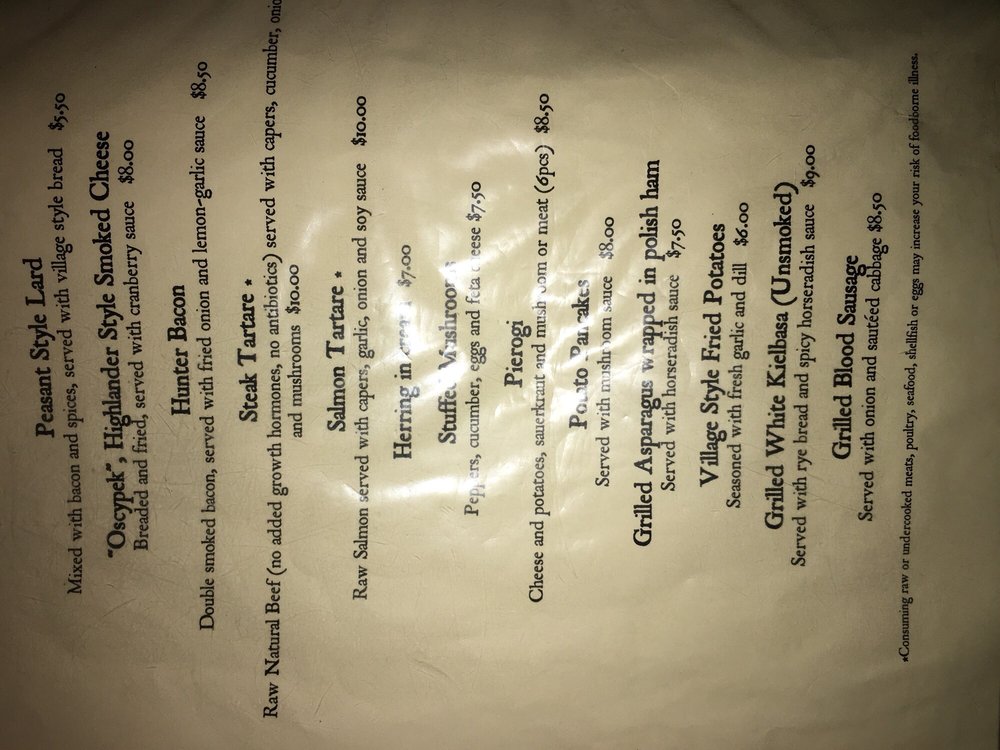 Peasant Style Lard
Mixed with bacon and spices, served with village style bread $5.50
"Oscypek", Highlander Style Smoked Cheese
Breaded and fried, served with cranberry sauce $8.00
Hunter Bacon
Double smoked bacon, served with fried onion and lemon-garlic sauce $8.50
Steak Tartare *
Raw Natural Beef (no added growth hormones, no antibiotics) served with capers, cucumber,
and mushrooms $10.00
Salmon Tartare *
Raw Salmon served with capers, garlic, onion and soy sauce $10.00
Herring in $7.00
Stuffed Mushrooms
Peppers, cucumber, eggs and feta cheese $7.50
Pierogi
Cheese and potatoes, sauerkraut and mushroom or meat (6pcs) $8.50
Potato Pancakes
Served with mushroom sauce $8.00
Grilled Asparagus wrapped in polish ham
Served with horseradish sauce $7.50
Village Style Fried Potatoes
Seasoned with fresh garlic and dill $6.00
Grilled White Kielbasa (Unsmoked)
Served with rye bread and spicy horseradish sauce $9.00
Grilled Blood Sausage
Served with onion and sautéed cabbage $8.50
*Consuming raw or undercooked meats, poultry, seafood, shellfish or eggs may increase your risk of foodborne illness.